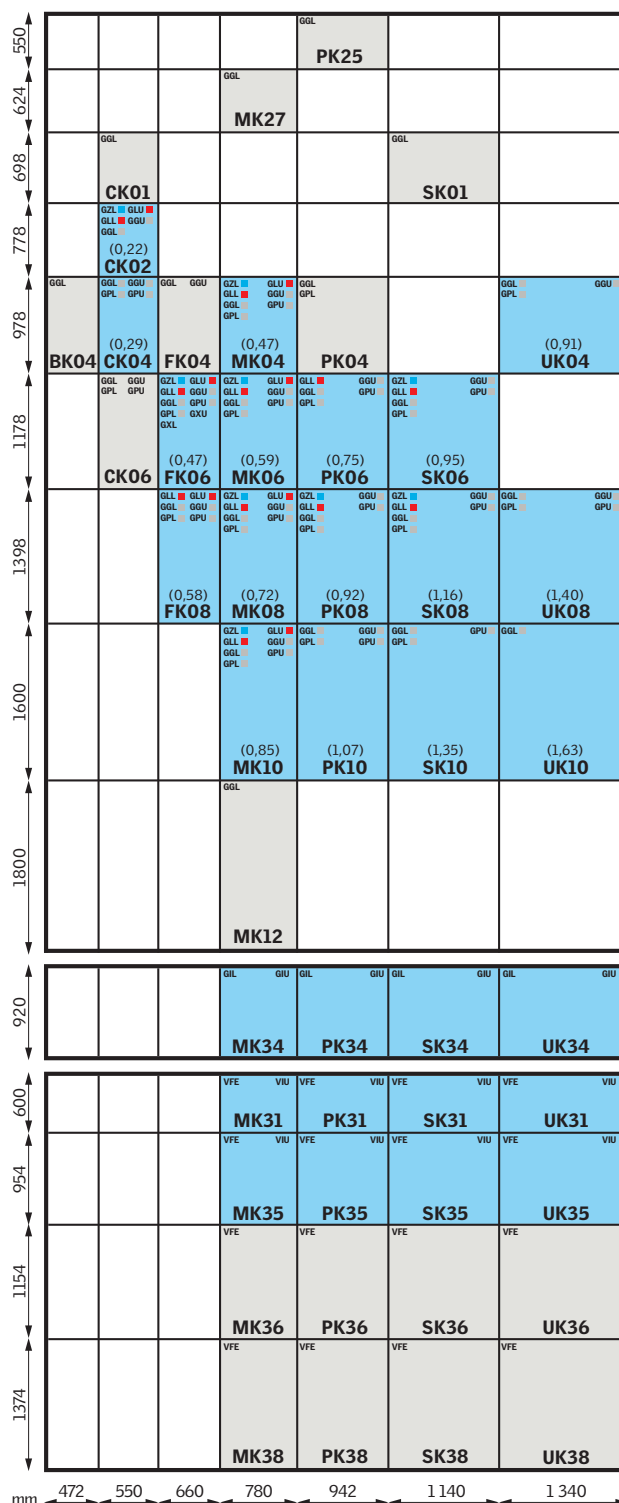 550
GGL
PK25
624
GGL
MK27
698
GGL
GGL
CK01
SK01
778
GZL GLU
GLL GGU
GGL
(0,22)
CK02
978
GGL
GGL GGU
GGL GGU
GZL GLU
GGL
GGL GGU
GPL GPU
GLL GGU
GPL
GPL
GGL GPU
GPL
(0,29)
(0,47)
(0,91)
BK04 CK04 FK04 MK04 PK04 UK04
1178
GGL GGU
GZL GLU
GZL GLU
GLL GGU
GZL GGU
GPL GPU
GLL GGU
GLL GGU
GGL GPU
GLL GPU
GGL GPU
GGL GPU
GPL
GGL
GPL GXU
GPL
GPL
GXL
(0,47)
(0,59)
(0,75)
(0,95)
CK06 FK06 MK06 PK06 SK06
1398
GLL GLU
GZL GLU
GZL GGU
GZL GGU
GGL GGU
GGL GGU
GLL GGU
GLL GPU
GLL GPU
GPL GPU
GPL GPU
GGL GPU
GGL
GGL
GPL
GPL
GPL
(0,58)
(0,72)
(0,92)
(1,16)
(1,40)
FK08 MK08 PK08 SK08 UK08
1600
GZL GLU
GGL GGU
GGL GPU
GGL
GLL GGU
GPL GPU
GPL
GGL GPU
GPL
(0,85)
(1,07)
(1,35)
(1,63)
MK10 PK10 SK10 UK10
1800
GGL
MK12
920
GIL GIU GIL GIU GIL GIU GIL GIU
MK34 PK34 SK34 UK34
600
VFE VIU VFE VIU VFE VIU VFE VIU
MK31 PK31 SK31 UK31
954
VFE VIU VFE VIU VFE VIU VFE VIU
MK35 PK35 SK35 UK35
1154
VFE VFE VFE VFE
MK36 PK36 SK36 UK36
1374
VFE VFE VFE VFE
MK38 PK38 SK38 UK38
mm 472 550 660 780 942 1 140 1 340